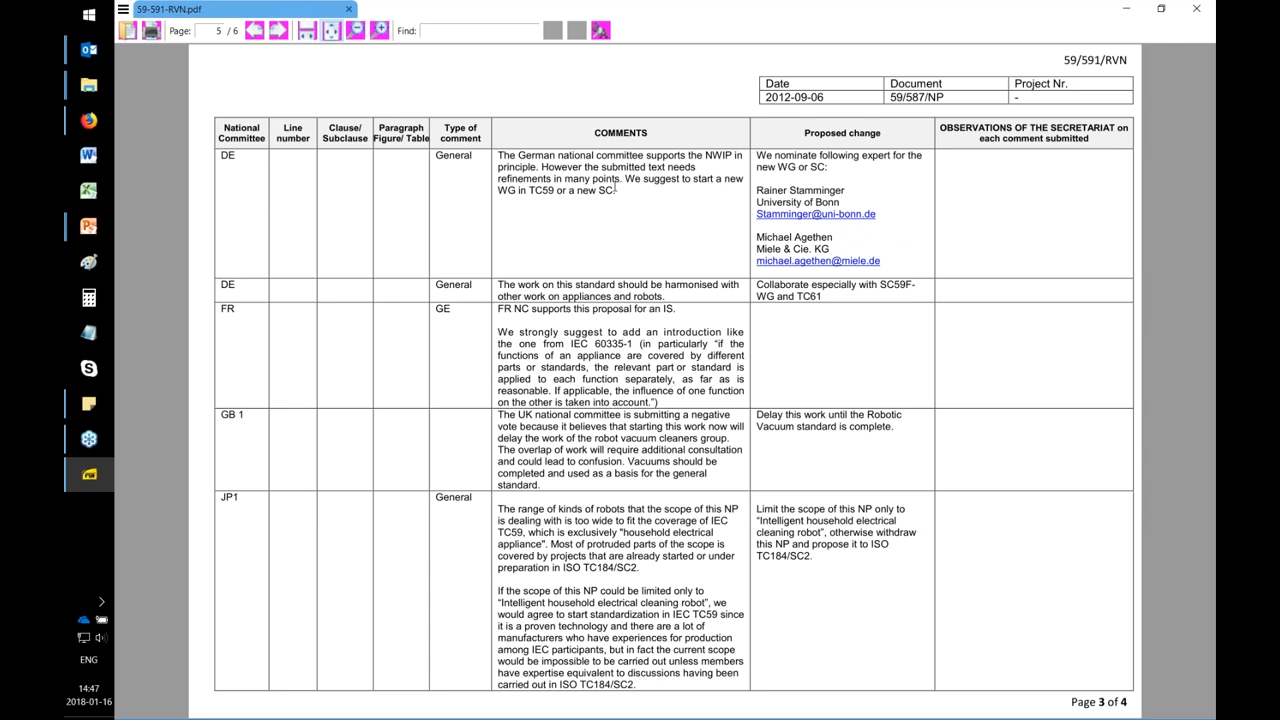 59-591-RVN.pdf
Page: 5 / 6
Find:
59/591/RVN
Date Document Project Nr.
2012-09-06 59/587/NP -
National Committee
Line number
Clause/ Subclause
Paragraph Figure/ Table
Type of comment
COMMENTS
Proposed change
OBSERVATIONS OF THE SECRETARIAT on each comment submitted
DE
General
The German national committee supports the NWIP in
principle. However the submitted text needs
refinements in many points. We suggest to start a new
WG in TC59 or a new SC.
We nominate following expert for the
new WG or SC:
Rainer Stamminger
University of Bonn
Stamminger@uni-bonn.de
Michael Agethen
Miele & Cie. KG
michael.agethen@miele.de
DE
General
The work on this standard should be harmonised with
other work on appliances and robots.
Collaborate especially with SC59F-
WG and TC61
FR
GE
FR NC supports this proposal for an IS.
We strongly suggest to add an introduction like
the one from IEC 60335-1 (in particularly “if the
functions of an appliance are covered by different
parts or standards, the relevant part or standard is
applied to each function separately, as far as is
reasonable. If applicable, the influence of one function
on the other is taken into account.”)
GB 1
The UK national committee is submitting a negative
vote because it believes that starting this work now will
delay the work of the robot vacuum cleaners group.
The overlap of work will require additional consultation
and could lead to confusion. Vacuums should be
completed and used as a basis for the general
standard.
Delay this work until the Robotic
Vacuum standard is complete.
JP1
General
The range of kinds of robots that the scope of this NP
is dealing with is too wide to fit the coverage of IEC
TC59, which is exclusively "household electrical
appliance". Most of protruded parts of the scope is
covered by projects that are already started or under
preparation in ISO TC184/SC2.
If the scope of this NP could be limited only to
“Intelligent household electrical cleaning robot”, we
would agree to start standardization in IEC TC59 since
it is a proven technology and there are a lot of
manufacturers who have experiences for production
among IEC participants, but in fact the current scope
would be impossible to be carried out unless members
have expertise equivalent to discussions having been
carried out in ISO TC184/SC2.
Limit the scope of this NP only to
“Intelligent household electrical
cleaning robot”, otherwise withdraw
this NP and propose it to ISO
TC184/SC2.
Page 3 of 4
ENG
14:47
2018-01-16